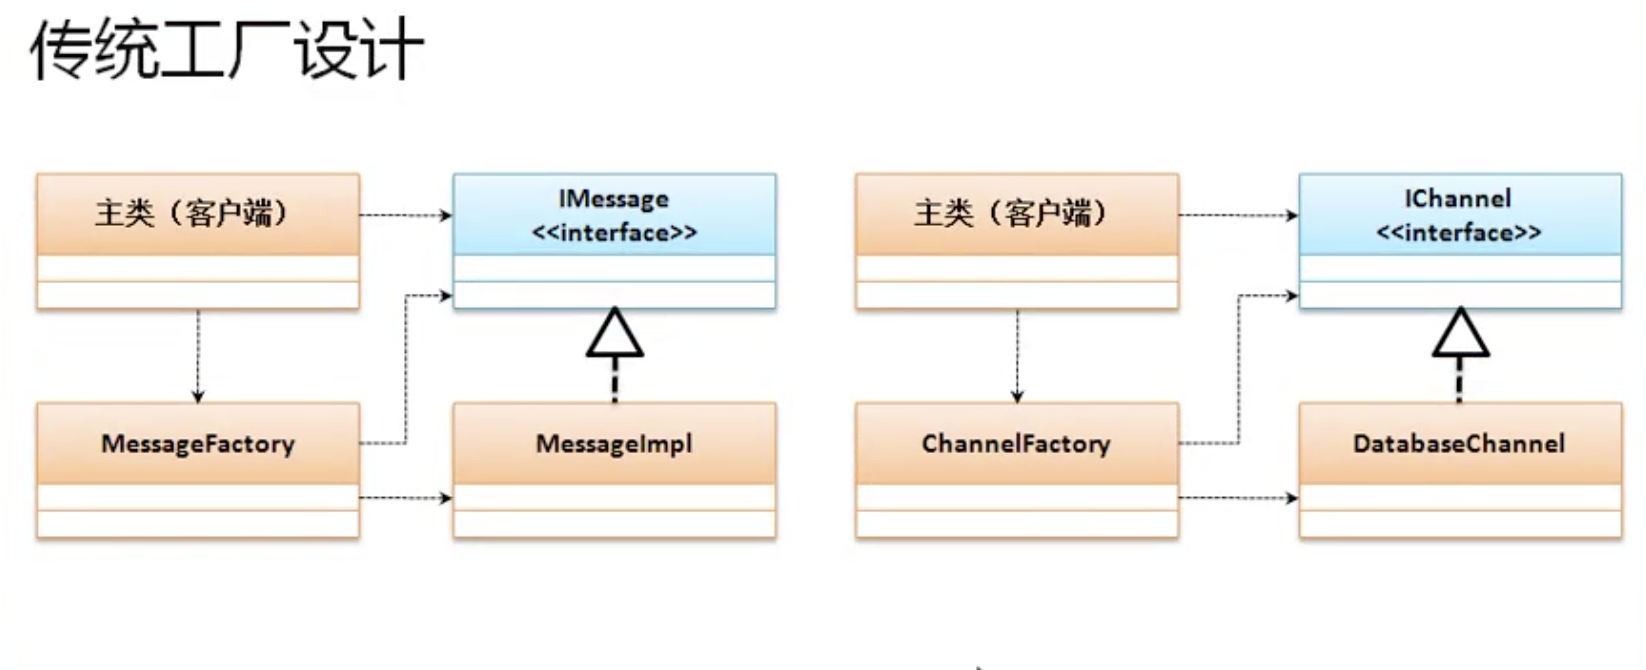 传统工厂设计
主类（客户端）
IMessage
<<interface>>
MessageFactory
MessageImpl
主类（客户端）
IChannel
<<interface>>
ChannelFactory
DatabaseChannel